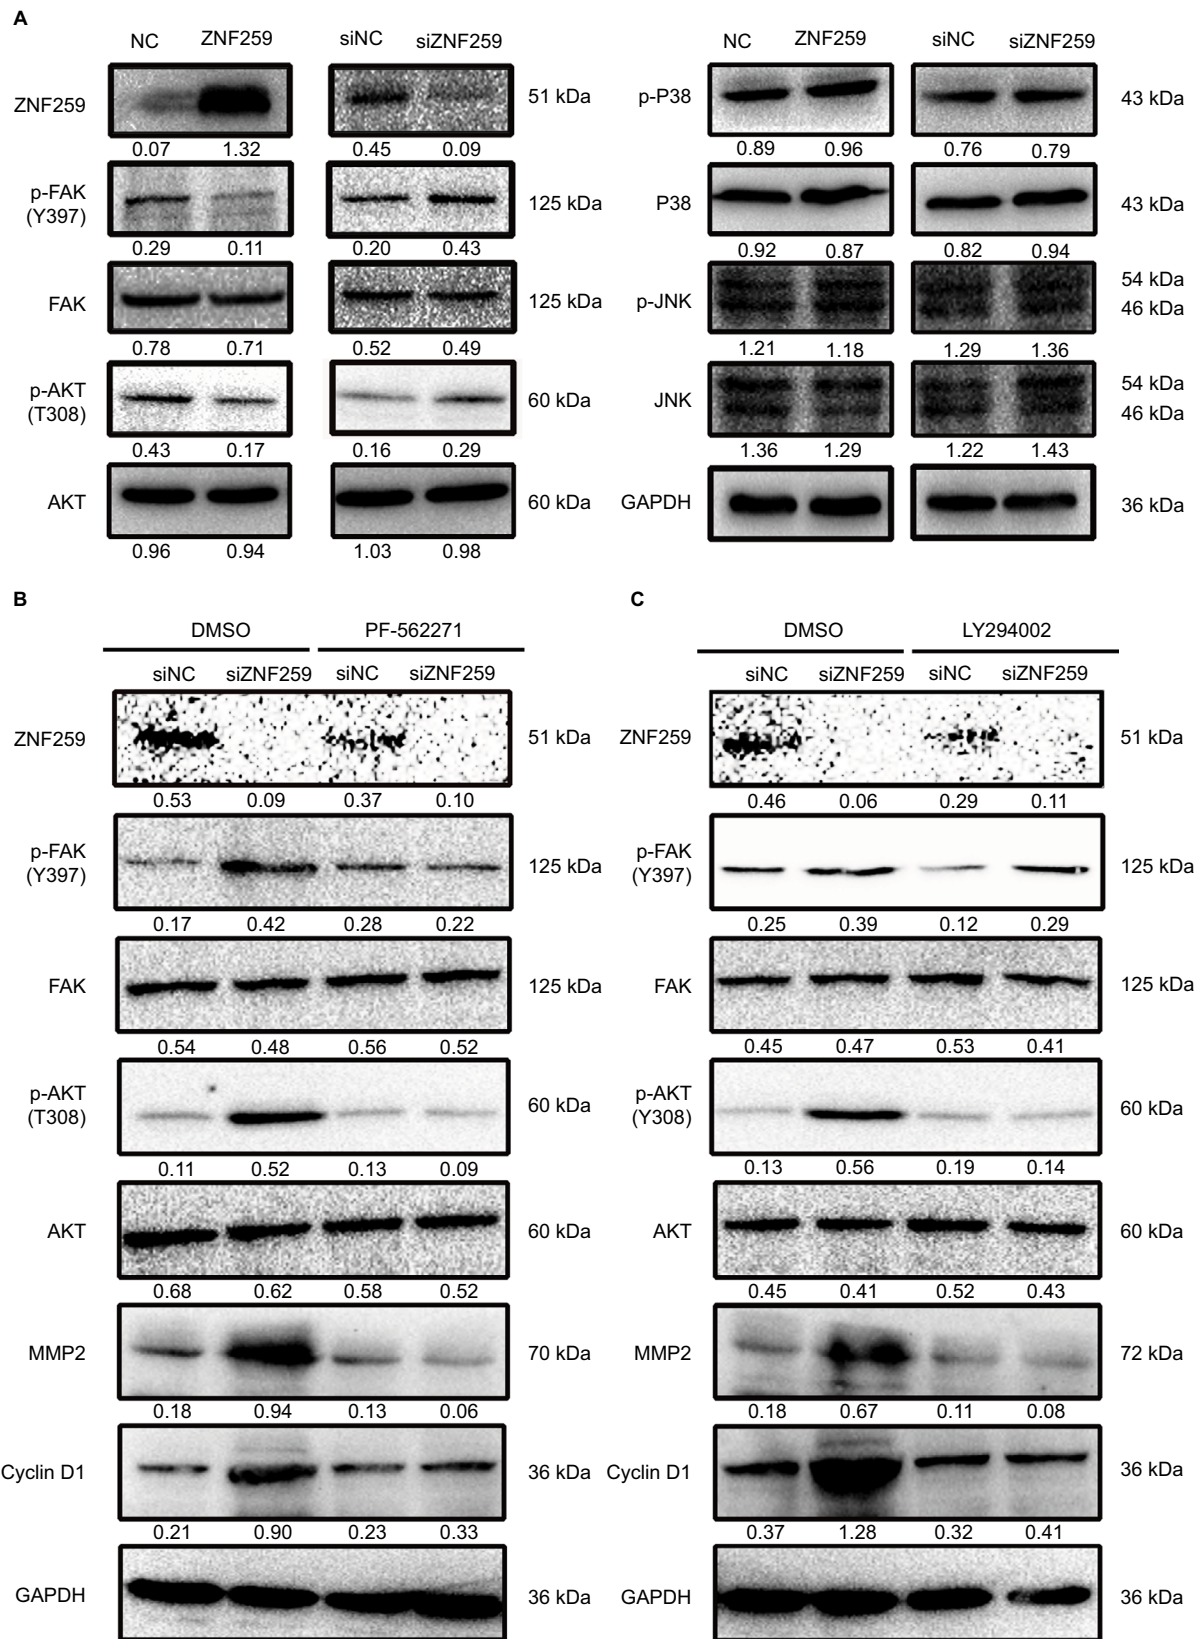 A
NC ZNF259 siNC siZNF259
ZNF259 51 kDa
0.07 1.32 0.45 0.09
p-FAK
(Y397) 125 kDa
0.29 0.11 0.20 0.43
FAK 125 kDa
0.78 0.71 0.52 0.49
p-AKT
(T308) 60 kDa
0.43 0.17 0.16 0.29
AKT 60 kDa
0.96 0.94 1.03 0.98
NC ZNF259 siNC siZNF259
p-P38 43 kDa
0.89 0.96 0.76 0.79
P38 43 kDa
0.92 0.87 0.82 0.94
54 kDa
p-JNK 46 kDa
1.21 1.18 1.29 1.36
54 kDa
JNK 46 kDa
1.36 1.29 1.22 1.43
GAPDH 36 kDa
B
DMSO PF-562271
siNC siZNF259 siNC siZNF259
ZNF259 51 kDa
0.53 0.09 0.37 0.10
p-FAK
(Y397) 125 kDa
0.17 0.42 0.28 0.22
FAK 125 kDa
0.54 0.48 0.56 0.52
p-AKT
(T308) 60 kDa
0.11 0.52 0.13 0.09
AKT 60 kDa
0.68 0.62 0.58 0.52
MMP2 70 kDa
0.18 0.94 0.13 0.06
Cyclin D1 36 kDa
0.21 0.90 0.23 0.33
GAPDH 36 kDa
C
DMSO LY294002
siNC siZNF259 siNC siZNF259
ZNF259 51 kDa
0.46 0.06 0.29 0.11
p-FAK
(Y397) 125 kDa
0.25 0.39 0.12 0.29
FAK 125 kDa
0.45 0.47 0.53 0.41
p-AKT
(Y308) 60 kDa
0.13 0.56 0.19 0.14
AKT 60 kDa
0.45 0.41 0.52 0.43
MMP2 72 kDa
0.18 0.67 0.11 0.08
Cyclin D1 36 kDa
0.37 1.28 0.32 0.41
GAPDH 36 kDa